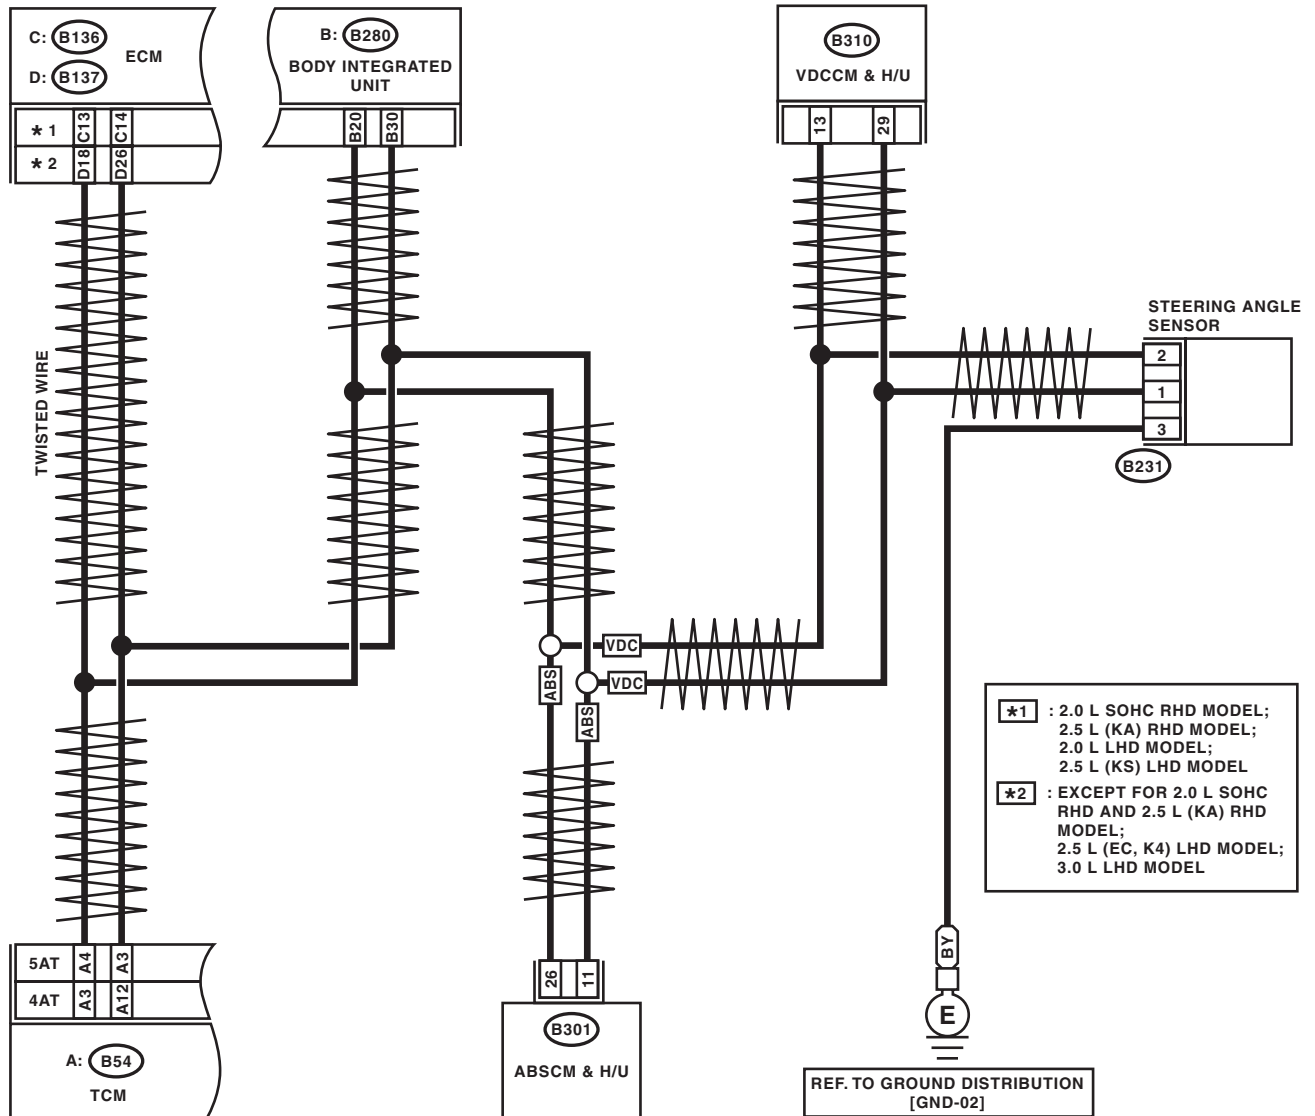 C: B136
ECM
D: B137
*1 C13 C14
*2 D18 D26
B: B280
BODY INTEGRATED
UNIT
B20 B30
B310
VDCCM & H/U
13 29
STEERING ANGLE
SENSOR
2
1
3
B231
TWISTED WIRE
VDC
VDC
ABS
ABS
*1 : 2.0 L SOHC RHD MODEL;
2.5 L (KA) RHD MODEL;
2.0 L LHD MODEL;
2.5 L (KS) LHD MODEL
*2 : EXCEPT FOR 2.0 L SOHC
RHD AND 2.5 L (KA) RHD
MODEL;
2.5 L (EC, K4) LHD MODEL;
3.0 L LHD MODEL
5AT A4 A3
4AT A3 A12
A: B54
TCM
26 11
B301
ABSCM & H/U
BY
E
REF. TO GROUND DISTRIBUTION
[GND-02]